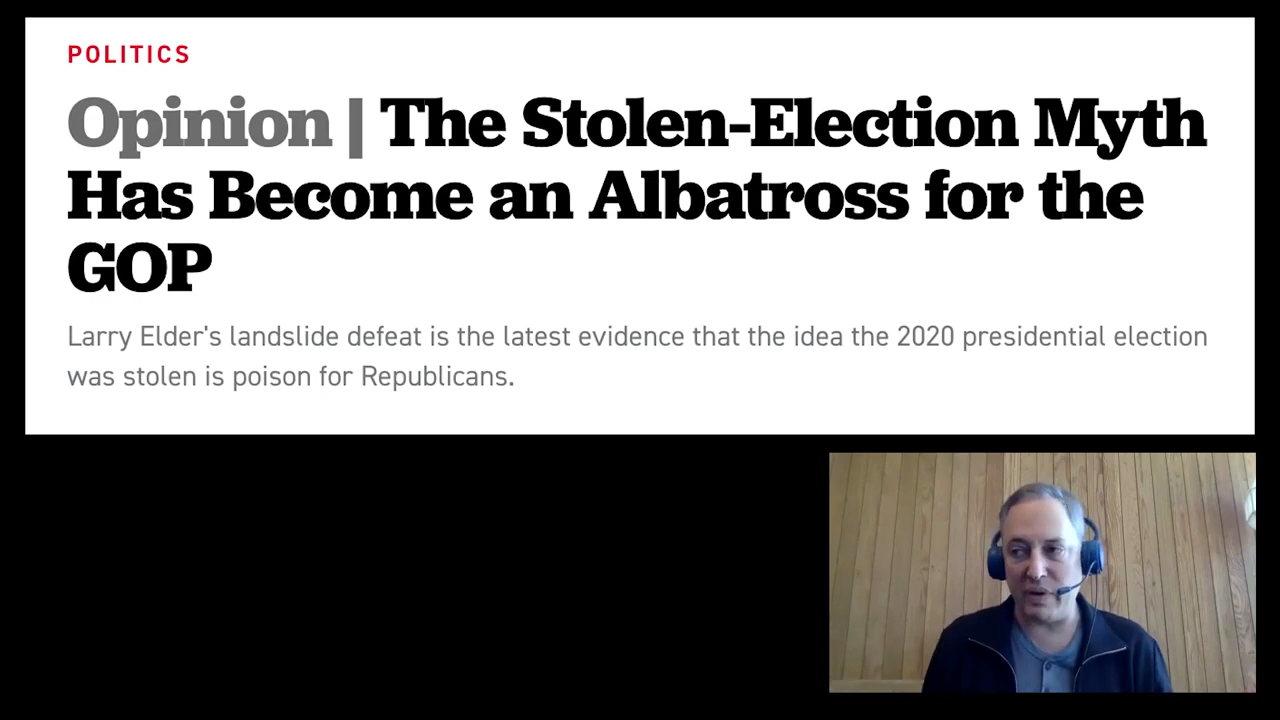 POLITICS
Opinion | The Stolen-Election Myth
Has Become an Albatross for the
GOP
Larry Elder's landslide defeat is the latest evidence that the idea the 2020 presidential election
was stolen is poison for Republicans.